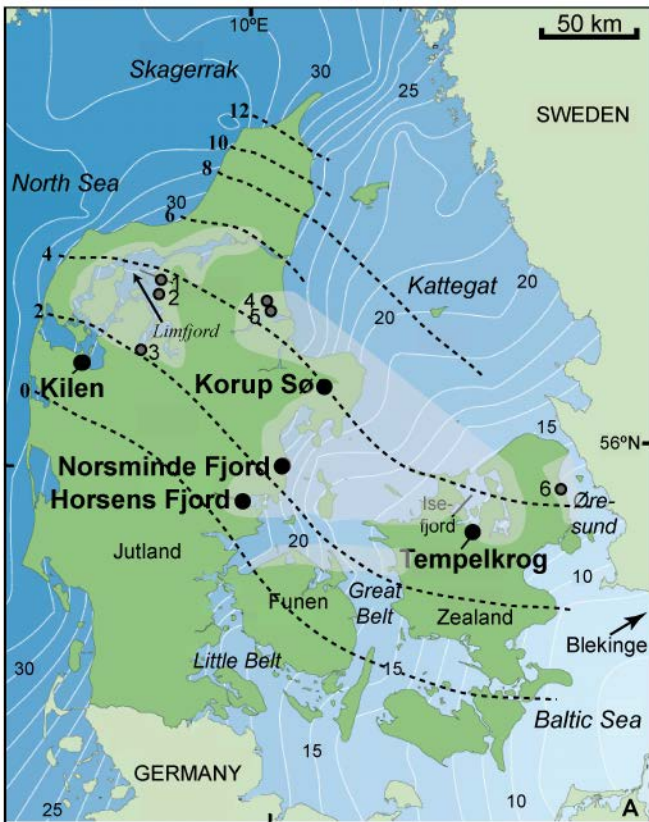 10ºE
50 km
Skagerrak
30
25
12
SWEDEN
10
North Sea
8
30
6
4
Kattegat
20
1
2
4
5
20
2
Limfjord
3
Kilen
Korup Sø
0
15
56ºN
Norsminde Fjord
6
Ise-
fjord
Øre-
sund
Horsens Fjord
20
Jutland
Tempelkrog
10
Funen
Great
Belt
Zealand
Blekinge
Little Belt
15
30
Baltic Sea
15
GERMANY
10
25
A